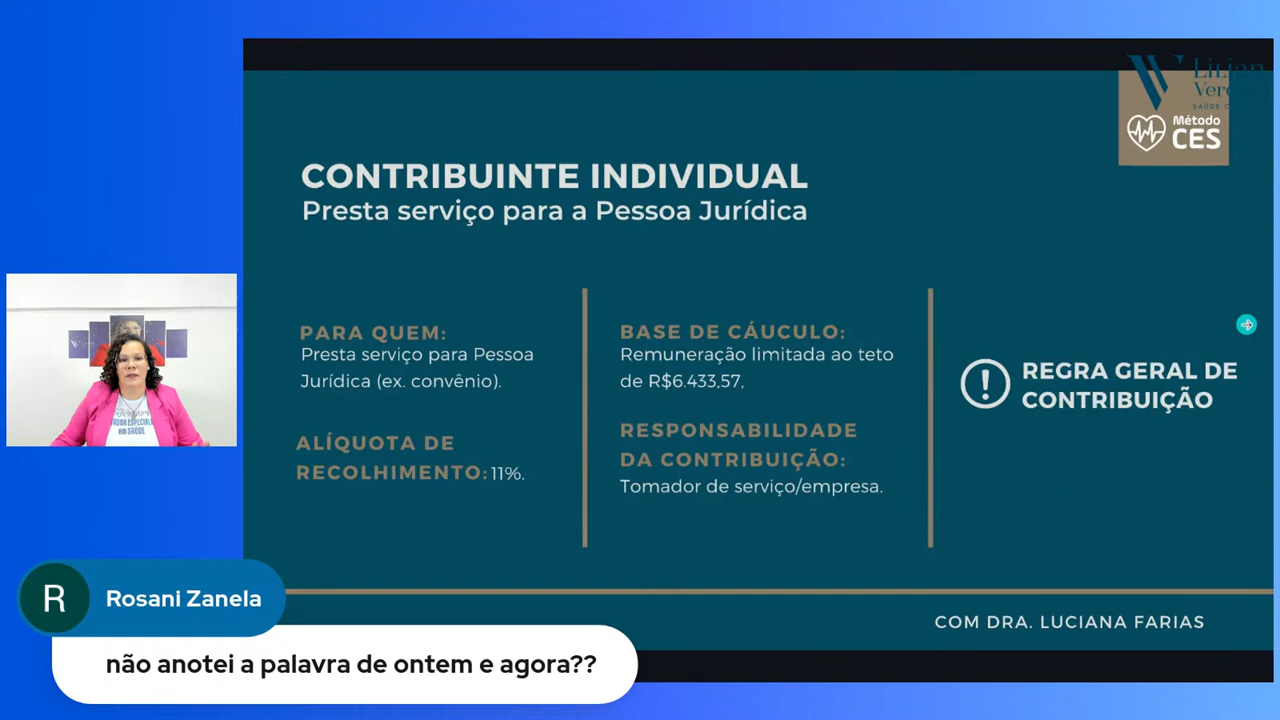 Método
CES
CONTRIBUINTE INDIVIDUAL
Presta serviço para a Pessoa Jurídica
PARA QUEM:
Presta serviço para Pessoa
Jurídica (ex. convênio).
ALÍQUOTA DE
RECOLHIMENTO: 11%.
BASE DE CÁUCULO:
Remuneração limitada ao teto
de R$6.433,57,
RESPONSABILIDADE
DA CONTRIBUIÇÃO:
Tomador de serviço/empresa.
REGRA GERAL DE
CONTRIBUIÇÃO
COM DRA. LUCIANA FARIAS
R
Rosani Zanela
não anotei a palavra de ontem e agora??